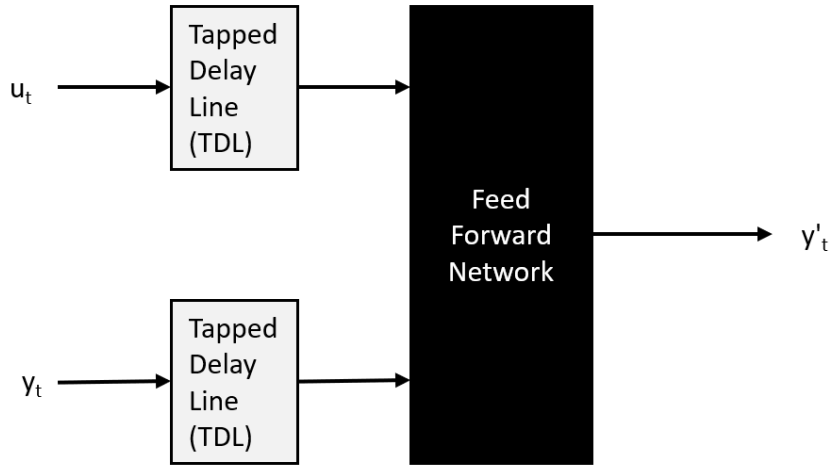 u_t
Tapped
Delay
Line
(TDL)
Feed
Forward
Network
y'_t
y_t
Tapped
Delay
Line
(TDL)